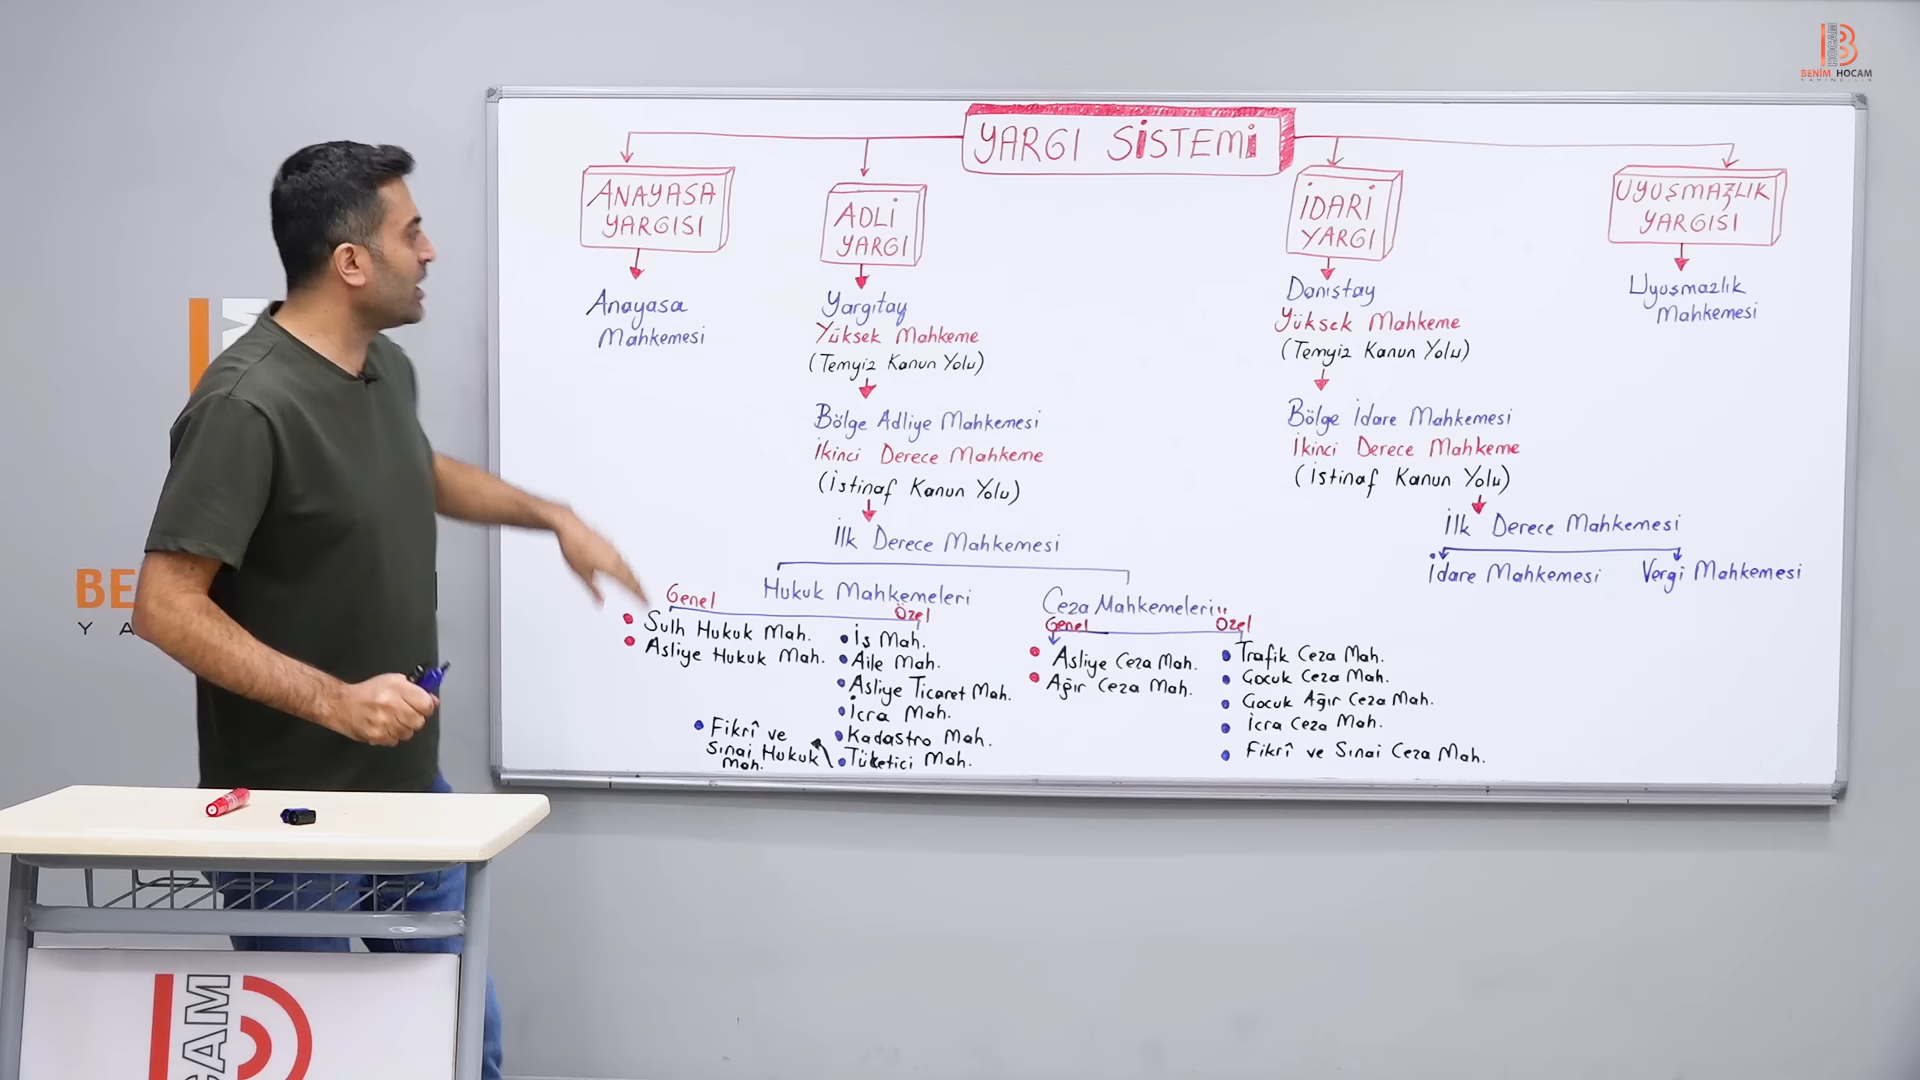 BENİM HOCAM
YAYINCILIK
YARGI SİSTEMİ
ANAYASA
YARGISI
Anayasa
Mahkemesi
ADLİ
YARGI
Yargıtay
Yüksek Mahkeme
(Temyiz Kanun Yolu)
Bölge Adliye Mahkemesi
İkinci Derece Mahkeme
(İstinaf Kanun Yolu)
İlk Derece Mahkemesi
Hukuk Mahkemeleri
Genel
Sulh Hukuk Mah.
Asliye Hukuk Mah.
Özel
İş Mah.
Aile Mah.
Asliye Ticaret Mah.
İcra Mah.
Kadastro Mah.
Tüketici Mah.
Fikrî ve
Sınai Hukuk
Mah.
Ceza Mahkemeleri
Genel
Asliye Ceza Mah.
Ağır Ceza Mah.
Özel
Trafik Ceza Mah.
Çocuk Ceza Mah.
Çocuk Ağır Ceza Mah.
İcra Ceza Mah.
Fikrî ve Sınai Ceza Mah.
İDARİ
YARGI
Danıştay
Yüksek Mahkeme
(Temyiz Kanun Yolu)
Bölge İdare Mahkemesi
İkinci Derece Mahkeme
(İstinaf Kanun Yolu)
İlk Derece Mahkemesi
İdare Mahkemesi
Vergi Mahkemesi
UYUŞMAZLIK
YARGISI
Uyuşmazlık
Mahkemesi
BE
Y A
CAM